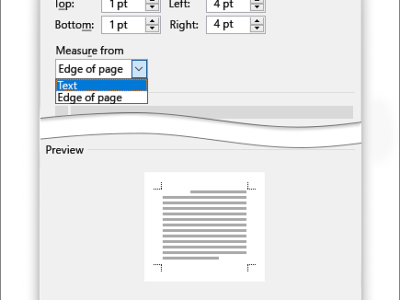 Top: 1 pt Left: 4 pt
Bottom: 1 pt Right: 4 pt
Measure from
Edge of page
Text
Edge of page
Preview